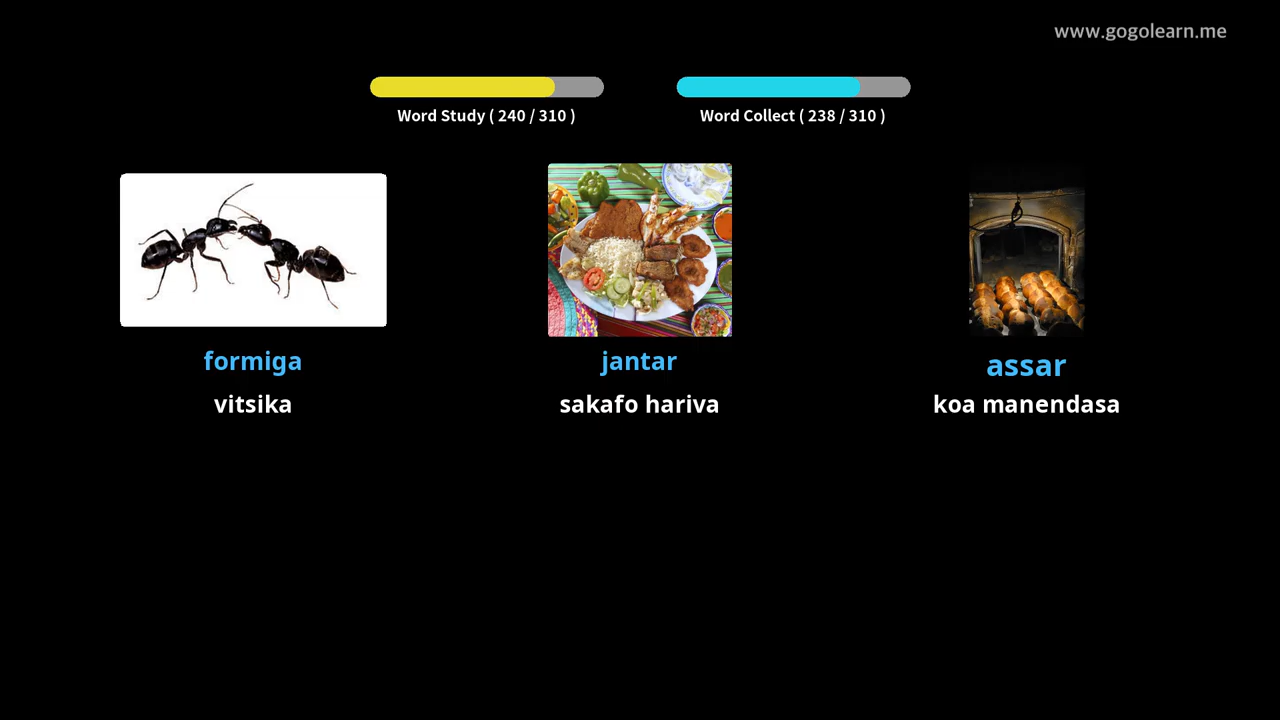 www.gogolearn.me
Word Study ( 240 / 310 )
Word Collect ( 238 / 310 )
formiga
jantar
assar
vitsika
sakafo hariva
koa manendasa